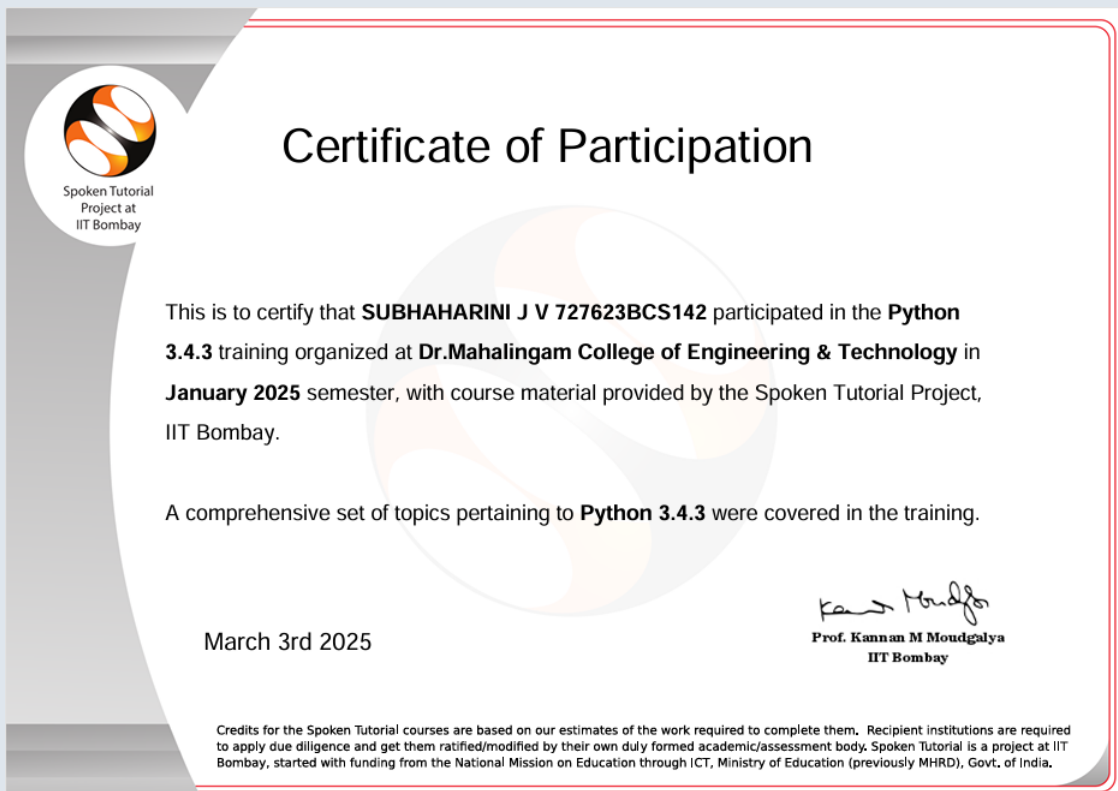 Spoken Tutorial
Project at
IIT Bombay
Certificate of Participation
This is to certify that SUBHAHARINI J V 727623BCS142 participated in the Python
3.4.3 training organized at Dr.Mahalingam College of Engineering & Technology in
January 2025 semester, with course material provided by the Spoken Tutorial Project,
IIT Bombay.
A comprehensive set of topics pertaining to Python 3.4.3 were covered in the training.
March 3rd 2025
Prof. Kannan M Moudgalya
IIT Bombay
Credits for the Spoken Tutorial courses are based on our estimates of the work required to complete them. Recipient institutions are required
to apply due diligence and get them ratified/modified by their own duly formed academic/assessment body. Spoken Tutorial is a project at IIT
Bombay, started with funding from the National Mission on Education through ICT, Ministry of Education (previously MHRD), Govt. of India.